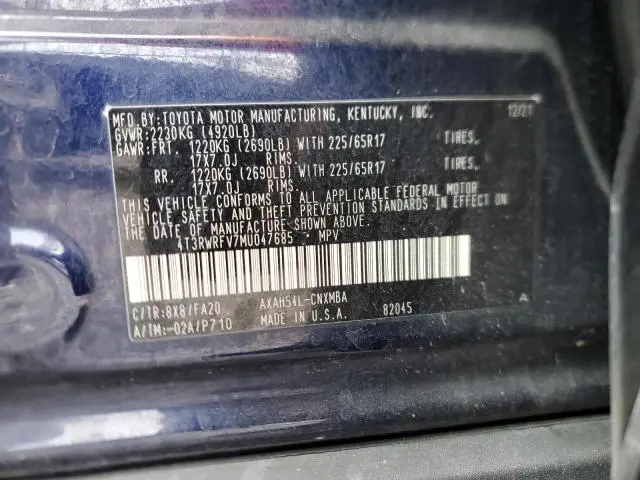 MFD.BY:TOYOTA MOTOR MANUFACTURING, KENTUCKY, INC. 12/21
GVWR:2230KG (4920LB)
GAWR:FRT. 1220KG (2690LB) WITH 225/65R17 TIRES,
17X7.0J RIMS.
RR. 1220KG (2690LB) WITH 225/65R17 TIRES,
17X7.0J RIMS.
THIS VEHICLE CONFORMS TO ALL APPLICABLE FEDERAL MOTOR
VEHICLE SAFETY AND THEFT PREVENTION STANDARDS IN EFFECT ON
THE DATE OF MANUFACTURE SHOWN ABOVE.
4T3RWRFV7MU047685 MPV
C/TR:8X8/FA20 AXAH54L-CNXMBA A
A/TM:-02A/P710 MADE IN U.S.A. 82045